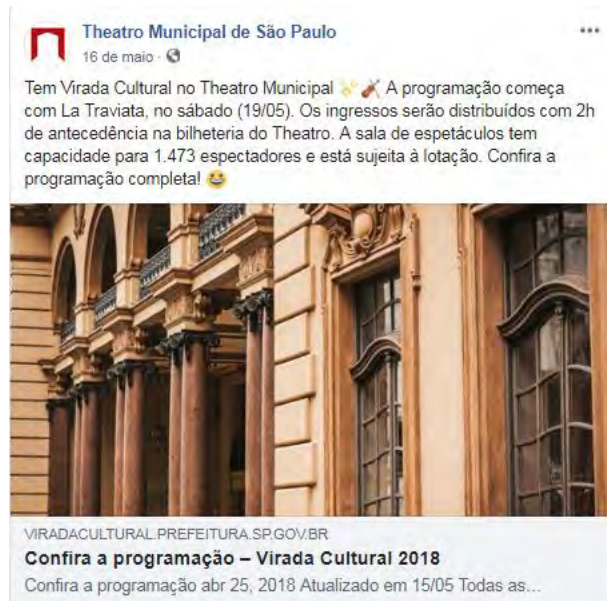 Theatro Municipal de São Paulo
16 de maio ·
Tem Virada Cultural no Theatro Municipal ✨🎻 A programação começa
com La Traviata, no sábado (19/05). Os ingressos serão distribuídos com 2h
de antecedência na bilheteria do Theatro. A sala de espetáculos tem
capacidade para 1.473 espectadores e está sujeita à lotação. Confira a
programação completa! 😄
VIRADACULTURAL.PREFEITURA.SP.GOV.BR
Confira a programação – Virada Cultural 2018
Confira a programação abr 25, 2018 Atualizado em 15/05 Todas as...